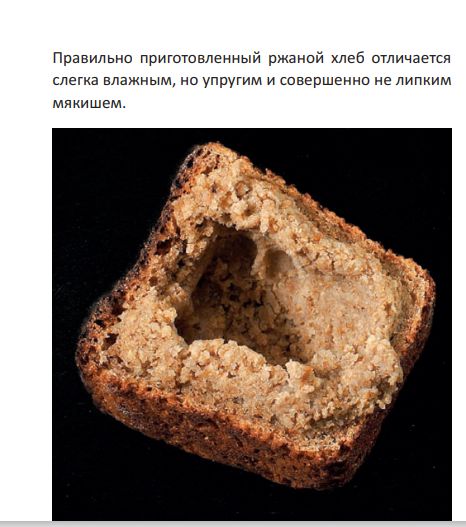 Правильно приготовленный ржаной хлеб отличается
слегка влажным, но упругим и совершенно не липким
мякишем.